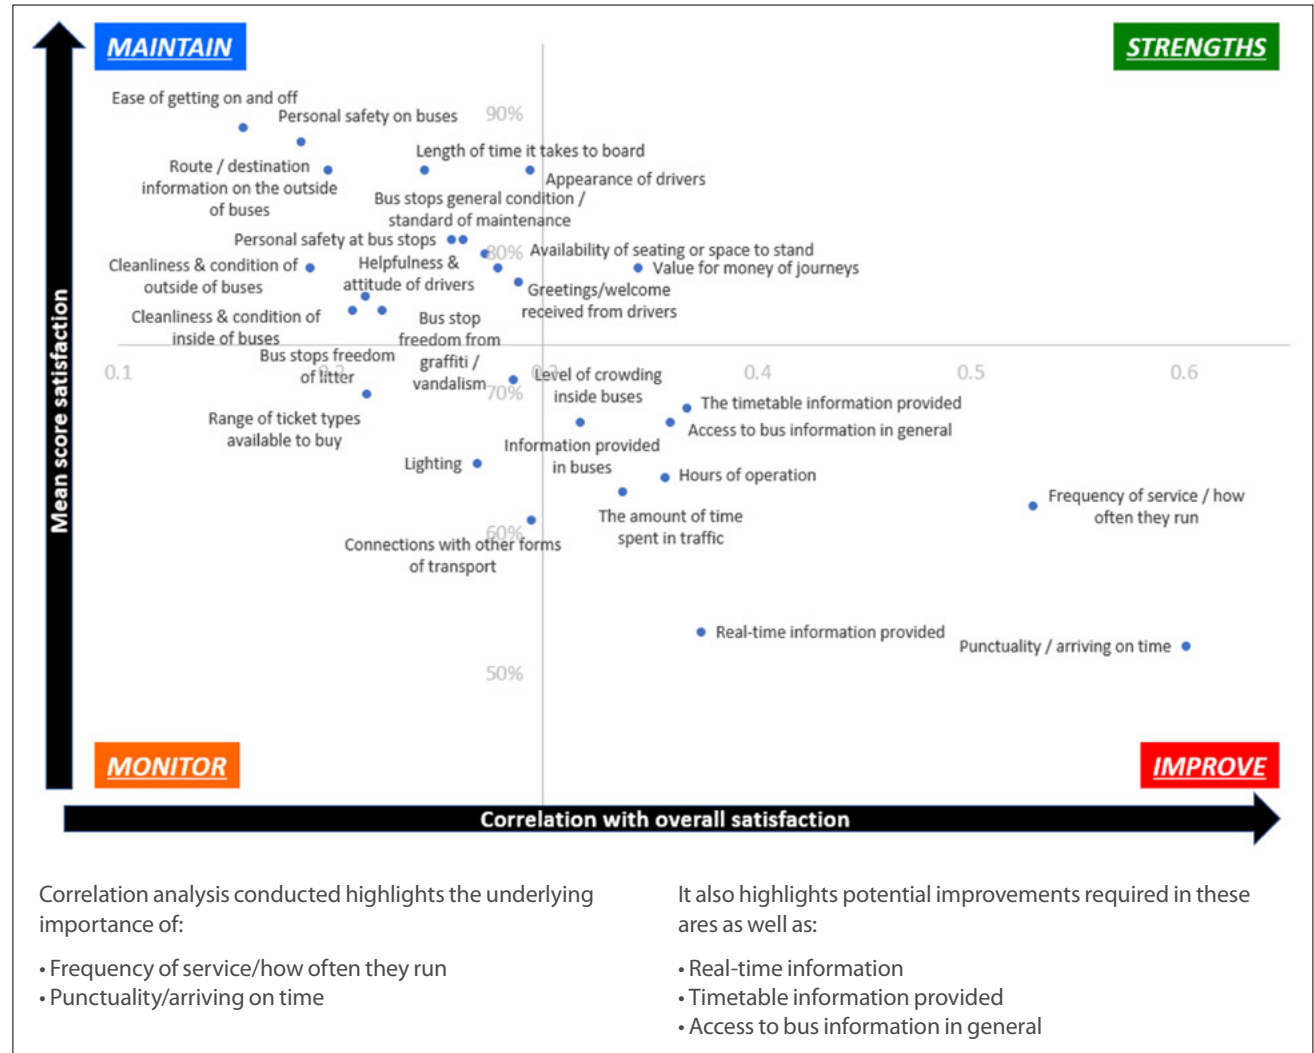 MAINTAIN
STRENGTHS
Ease of getting on and off
Personal safety on buses
90%
Length of time it takes to board
Route / destination
information on the outside
of buses
Appearance of drivers
Bus stops general condition /
standard of maintenance
Personal safety at bus stops
80%
Availability of seating or space to stand
Cleanliness & condition of
outside of buses
Helpfulness &
attitude of drivers
Value for money of journeys
Greetings/welcome
received from drivers
Cleanliness & condition of
inside of buses
Bus stop
freedom from
graffiti /
vandalism
Bus stops freedom
of litter
0.1
0.2
0.3
0.4
0.5
0.6
Level of crowding
inside buses
70%
The timetable information provided
Range of ticket types
available to buy
Access to bus information in general
Information provided
in buses
Lighting
Hours of operation
Frequency of service / how
often they run
The amount of time
spent in traffic
60%
Connections with other forms
of transport
Real-time information provided
Punctuality / arriving on time
50%
Mean score satisfaction
MONITOR
IMPROVE
Correlation with overall satisfaction
Correlation analysis conducted highlights the underlying
importance of:
• Frequency of service/how often they run
• Punctuality/arriving on time
It also highlights potential improvements required in these
ares as well as:
• Real-time information
• Timetable information provided
• Access to bus information in general